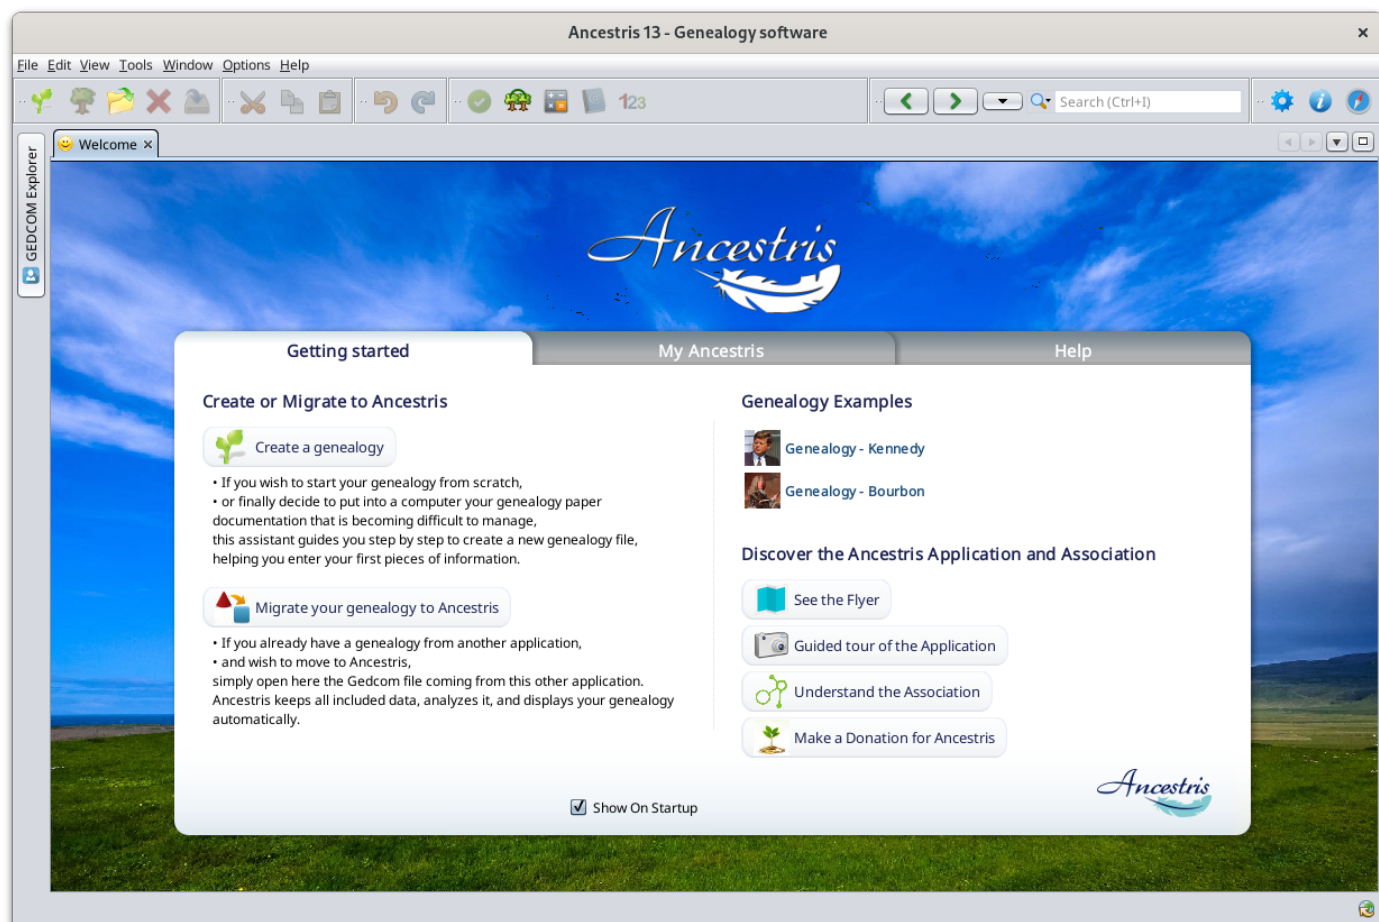 Ancestris 13 - Genealogy software
File Edit View Tools Window Options Help
123
Search (Ctrl+I)
Welcome
GEDCOM Explorer
Ancestris
Getting started
My Ancestris
Help
Create or Migrate to Ancestris
Create a genealogy
• If you wish to start your genealogy from scratch,
• or finally decide to put into a computer your genealogy paper
documentation that is becoming difficult to manage,
this assistant guides you step by step to create a new genealogy file,
helping you enter your first pieces of information.
Migrate your genealogy to Ancestris
• If you already have a genealogy from another application,
• and wish to move to Ancestris,
simply open here the Gedcom file coming from this other application.
Ancestris keeps all included data, analyzes it, and displays your genealogy
automatically.
Genealogy Examples
Genealogy - Kennedy
Genealogy - Bourbon
Discover the Ancestris Application and Association
See the Flyer
Guided tour of the Application
Understand the Association
Make a Donation for Ancestris
Ancestris
Show On Startup